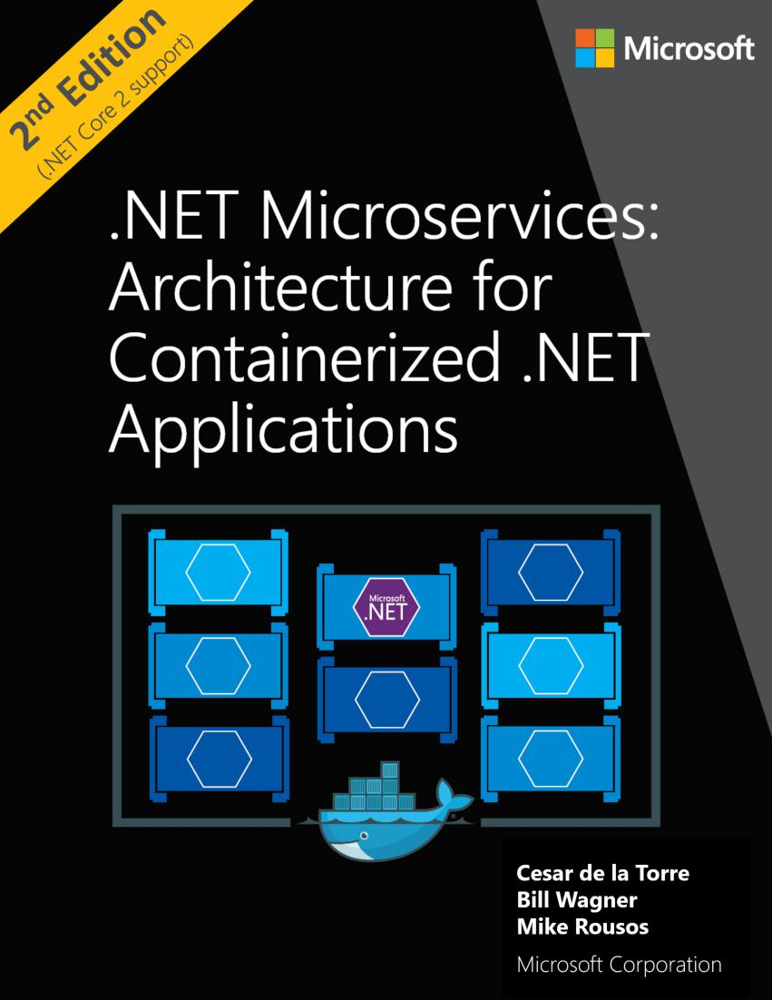 2nd Edition
(.NET Core 2 support)
Microsoft
.NET Microservices:
Architecture for
Containerized .NET
Applications
Microsoft
.NET
Cesar de la Torre
Bill Wagner
Mike Rousos
Microsoft Corporation